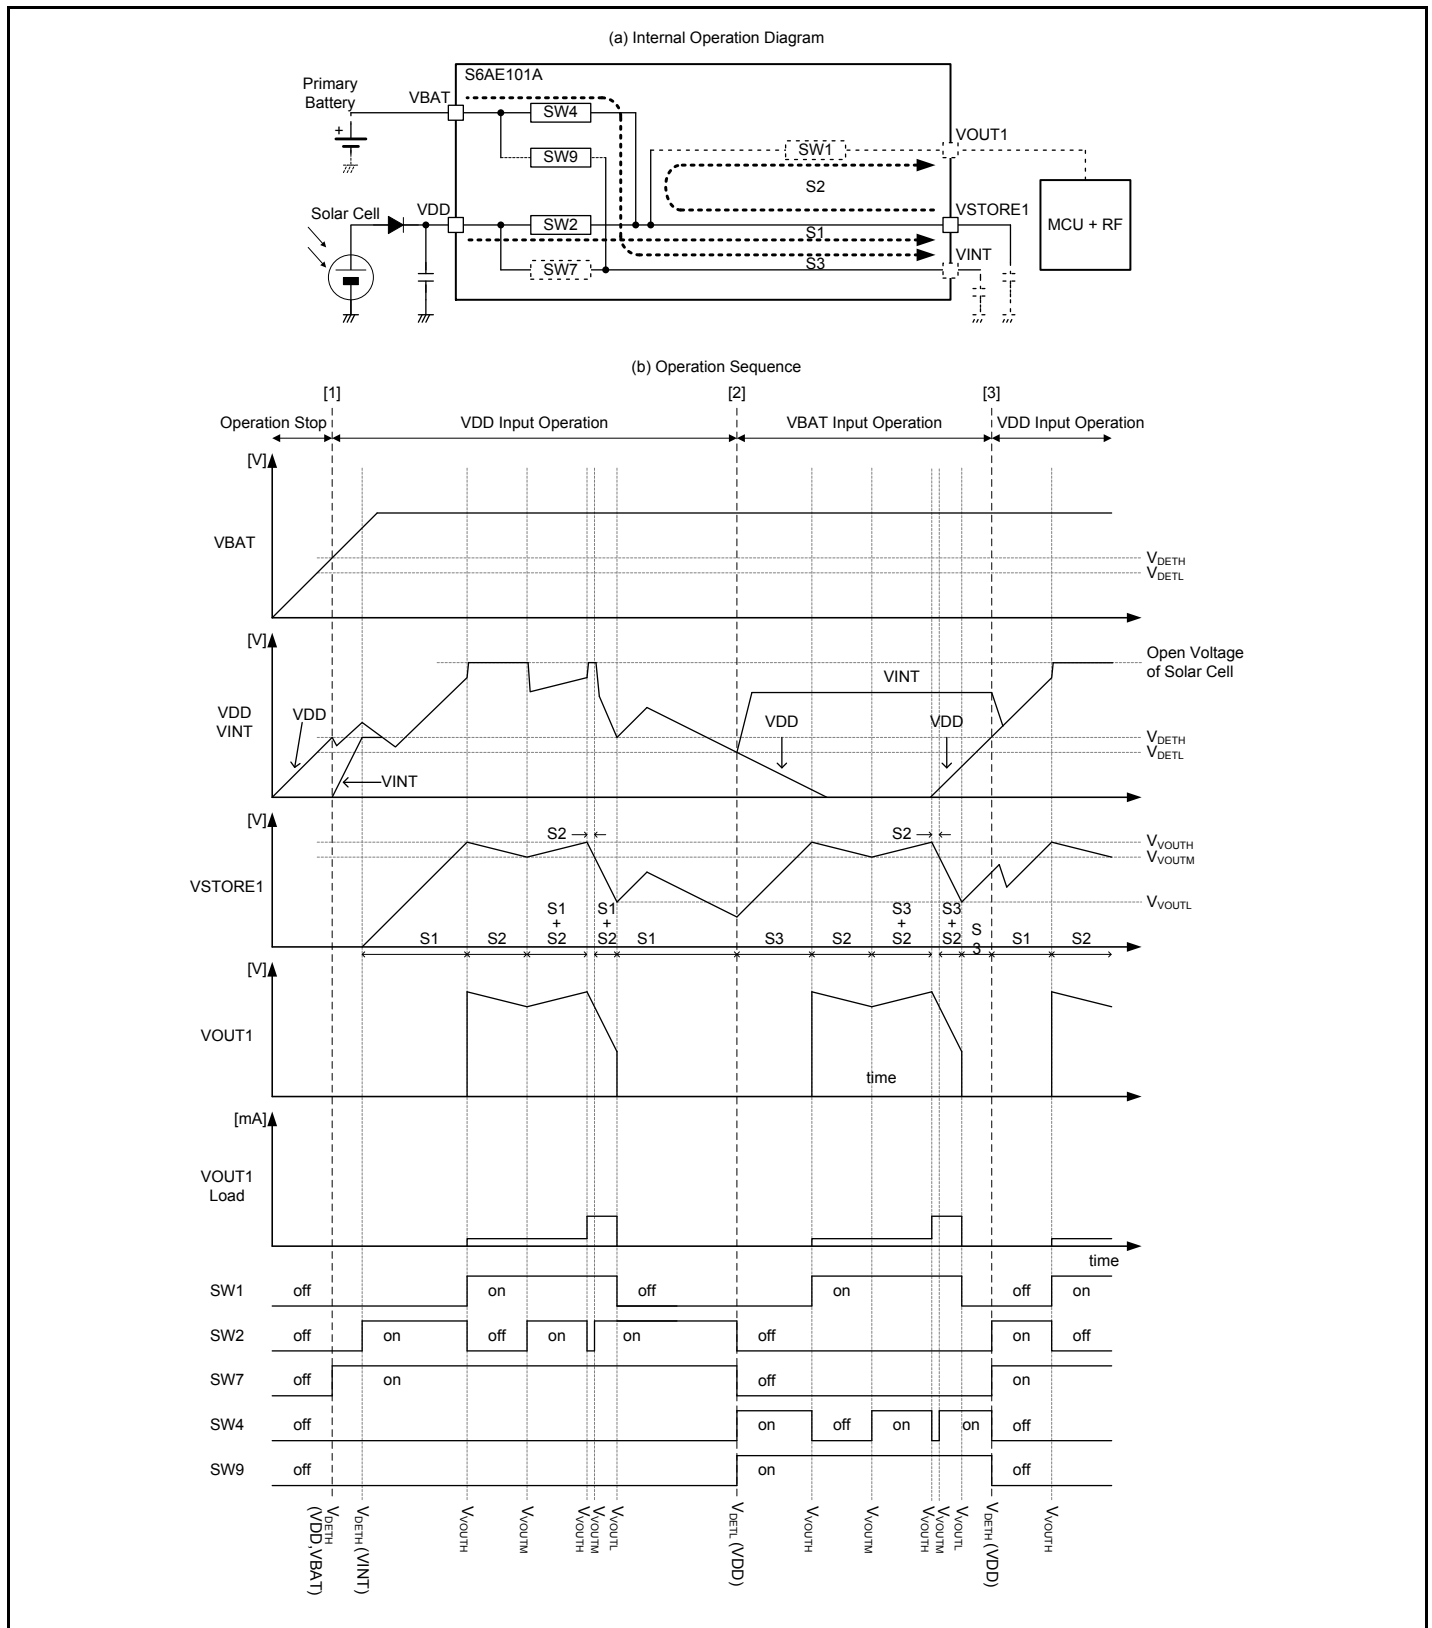 (a) Internal Operation Diagram
S6AE101A
Primary
Battery
VBAT
+
SW4
SW9
SW1
VOUT1
S2
Solar Cell
VDD
SW2
VSTORE1
S1
MCU + RF
VINT
SW7
S3
(b) Operation Sequence
[1]
[2]
[3]
Operation Stop
VDD Input Operation
VBAT Input Operation
VDD Input Operation
[V]
VBAT
VDETH
VDETL
[V]
Open Voltage
of Solar Cell
VINT
VDD
VINT
VDD
VDD
VDD
VDETH
VDETL
VINT
[V]
S2
S2
VVOUTH
VVOUTM
VSTORE1
VVOUTL
S1
+
S2
S1
+
S2
S3
+
S2
S3
+
S2
S1
S2
S1
S3
S2
S
3
S1
S2
[V]
VOUT1
time
[mA]
VOUT1
Load
time
SW1
off
on
off
on
off
on
SW2
off
on
off
on
on
off
on
off
SW7
off
on
off
on
SW4
off
on
off
on
on
off
SW9
off
on
off
VDETH
(VDD,VBAT)
VDETH (VINT)
VVOUTH
VVOUTM
VVOUTH
VVOUTM
VVOUTL
VDETL (VDD)
VVOUTH
VVOUTM
VVOUTH
VVOUTM
VVOUTL
VDETH (VDD)
VVOUTH